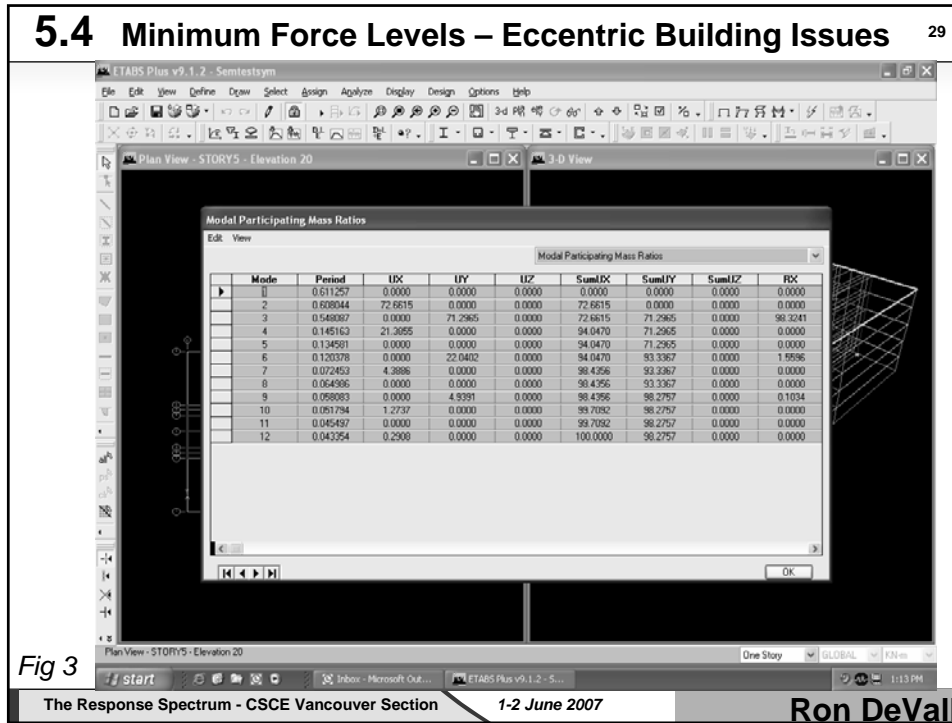 5.4 Minimum Force Levels – Eccentric Building Issues 29
ETABS Plus v9.1.2 - Semtestsym
File Edit View Define Draw Select Assign Analyze Display Design Options Help
Plan View - STORY5 - Elevation 20
3-D View
Modal Participating Mass Ratios
Edit View
Modal Participating Mass Ratios
Mode Period UX UY UZ SumUX SumUY SumUZ RX
1 0.611257 0.0000 0.0000 0.0000 0.0000 0.0000 0.0000 0.0000
2 0.608044 72.6615 0.0000 0.0000 72.6615 0.0000 0.0000 0.0000
3 0.548087 0.0000 71.2965 0.0000 72.6615 71.2965 0.0000 98.3241
4 0.145163 21.3855 0.0000 0.0000 94.0470 71.2965 0.0000 0.0000
5 0.134581 0.0000 0.0000 0.0000 94.0470 71.2965 0.0000 0.0000
6 0.120378 0.0000 22.0402 0.0000 94.0470 93.3367 0.0000 1.5596
7 0.072453 4.3886 0.0000 0.0000 98.4356 93.3367 0.0000 0.0000
8 0.064986 0.0000 0.0000 0.0000 98.4356 93.3367 0.0000 0.0000
9 0.058083 0.0000 4.9391 0.0000 98.4356 98.2757 0.0000 0.1034
10 0.051794 1.2737 0.0000 0.0000 99.7092 98.2757 0.0000 0.0000
11 0.045497 0.0000 0.0000 0.0000 99.7092 98.2757 0.0000 0.0000
12 0.043354 0.2908 0.0000 0.0000 100.0000 98.2757 0.0000 0.0000
OK
Plan View - STORY5 - Elevation 20
One Story GLOBAL KN-m
Fig 3
start Inbox - Microsoft Out... ETABS Plus v9.1.2 - S... 1:13 PM
The Response Spectrum - CSCE Vancouver Section 1-2 June 2007 Ron DeVal